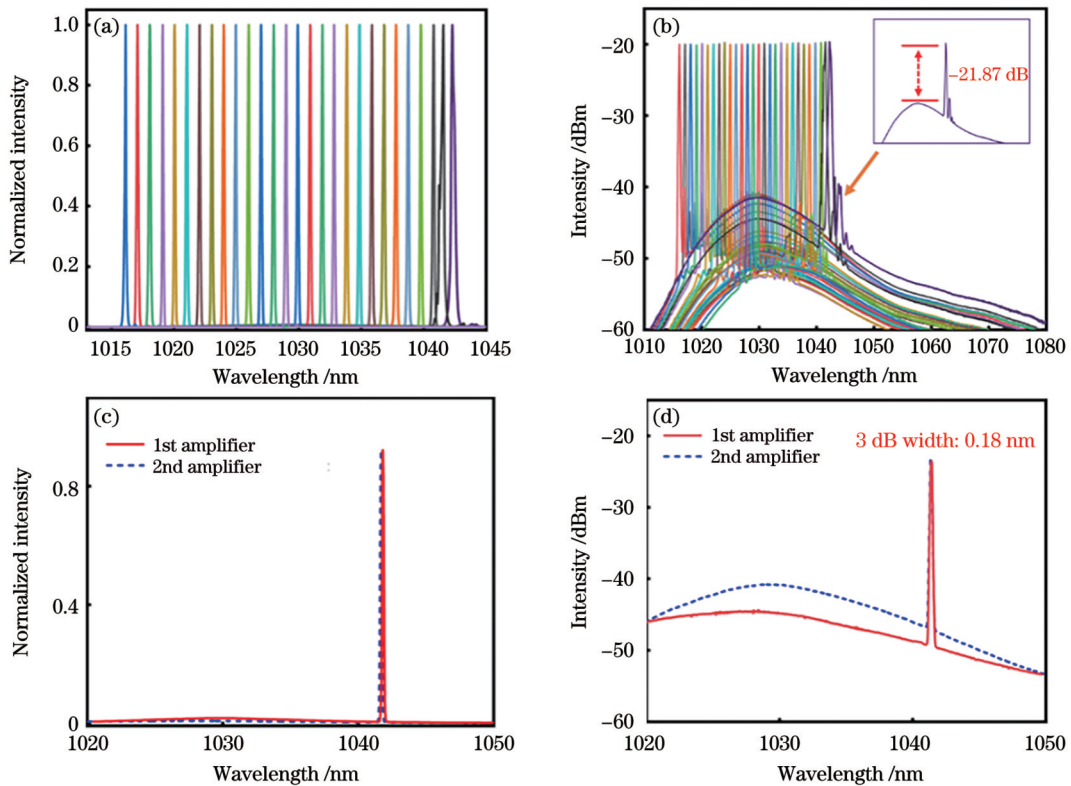 (a)
Normalized intensity
1.0
0.8
0.6
0.4
0.2
0
1015 1020 1025 1030 1035 1040 1045
Wavelength /nm
(b)
Intensity /dBm
−20
−30
−40
−50
−60
−21.87 dB
1010 1020 1030 1040 1050 1060 1070 1080
Wavelength /nm
(c)
1st amplifier
2nd amplifier
Normalized intensity
0.8
0.4
0
1020 1030 1040 1050
Wavelength /nm
(d)
1st amplifier
2nd amplifier
3 dB width: 0.18 nm
Intensity /dBm
−20
−30
−40
−50
−60
1020 1030 1040 1050
Wavelength /nm